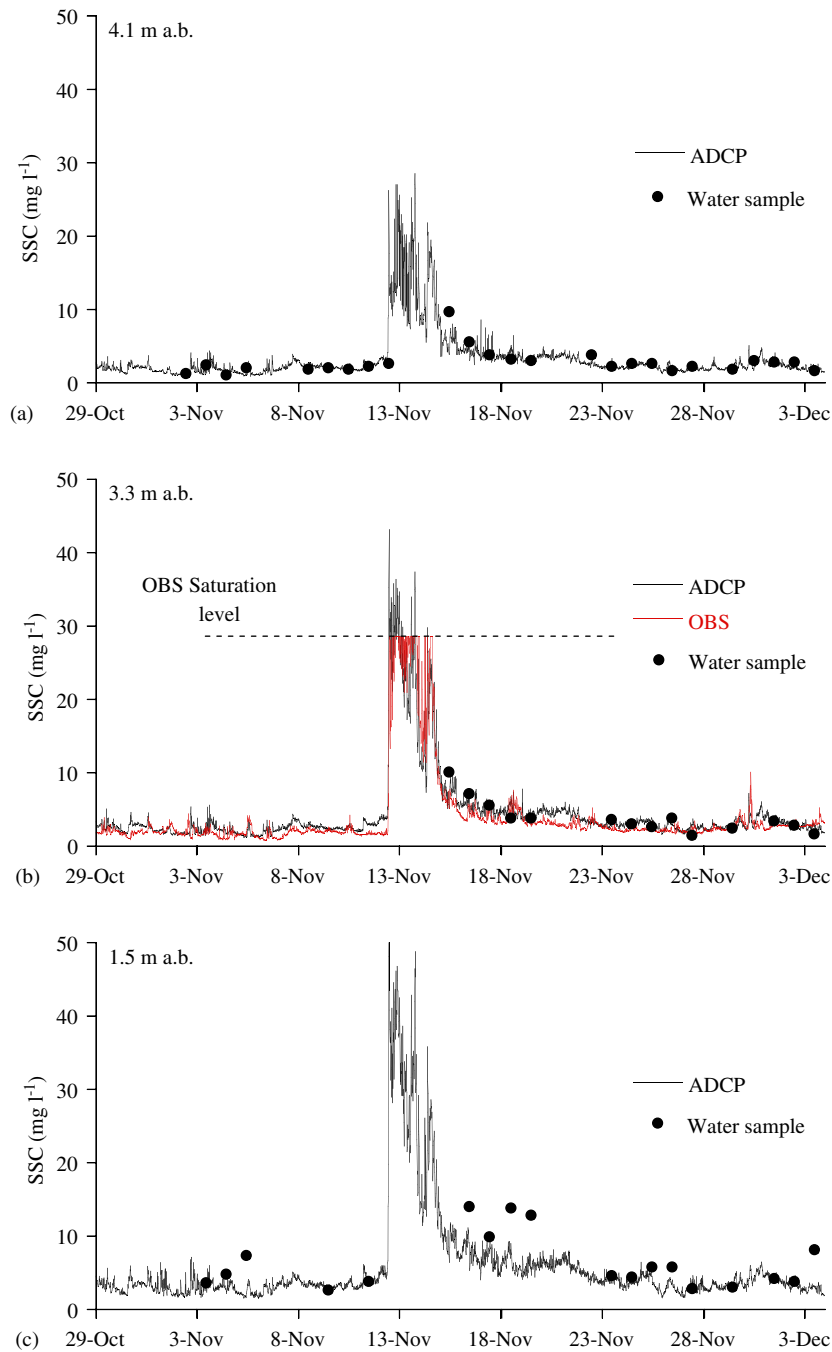 50
4.1 m a.b.
40
30
20
10
0
SSC (mg l-1)
ADCP
Water sample
(a)
29-Oct 3-Nov 8-Nov 13-Nov 18-Nov 23-Nov 28-Nov 3-Dec
50
3.3 m a.b.
40
30
20
10
0
SSC (mg l-1)
OBS Saturation
level
ADCP
OBS
Water sample
(b)
29-Oct 3-Nov 8-Nov 13-Nov 18-Nov 23-Nov 28-Nov 3-Dec
50
1.5 m a.b.
40
30
20
10
0
SSC (mg l-1)
ADCP
Water sample
(c)
29-Oct 3-Nov 8-Nov 13-Nov 18-Nov 23-Nov 28-Nov 3-Dec